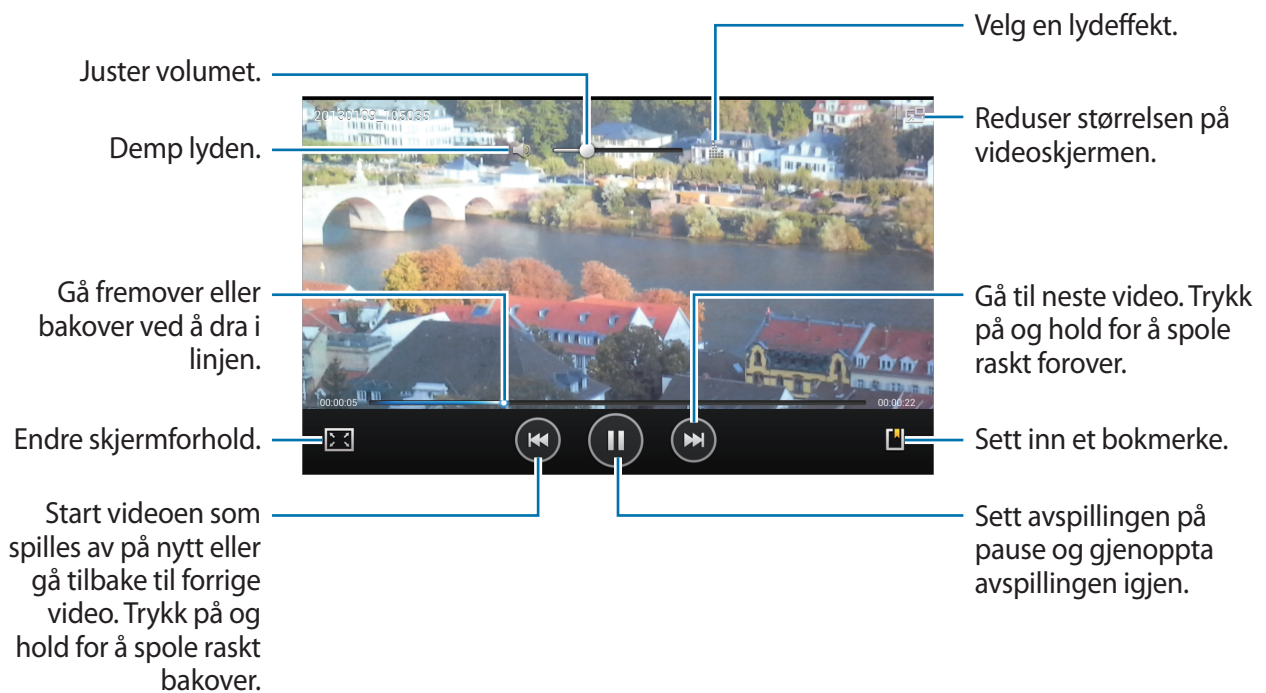 Velg en lydeffekt.
Juster volumet.
20130193_105035
Reduser størrelsen på
videoskjermen.
Demp lyden.
Gå fremover eller
bakover ved å dra i
linjen.
Gå til neste video. Trykk
på og hold for å spole
raskt forover.
00:00:05
00:00:22
Endre skjermforhold.
Sett inn et bokmerke.
Start videoen som
spilles av på nytt eller
gå tilbake til forrige
video. Trykk på og
hold for å spole raskt
bakover.
Sett avspillingen på
pause og gjenoppta
avspillingen igjen.